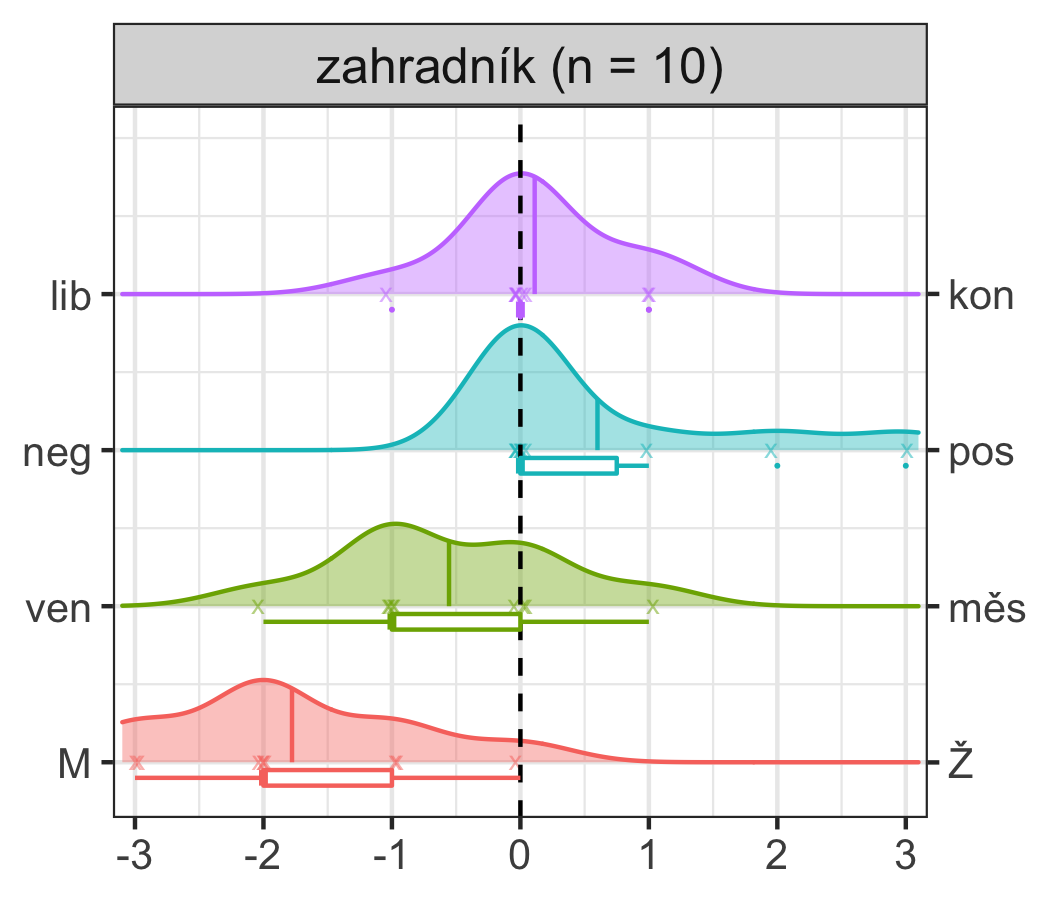 zahradník (n = 10)
lib kon
neg pos
ven měs
M Ž
-3 -2 -1 0 1 2 3